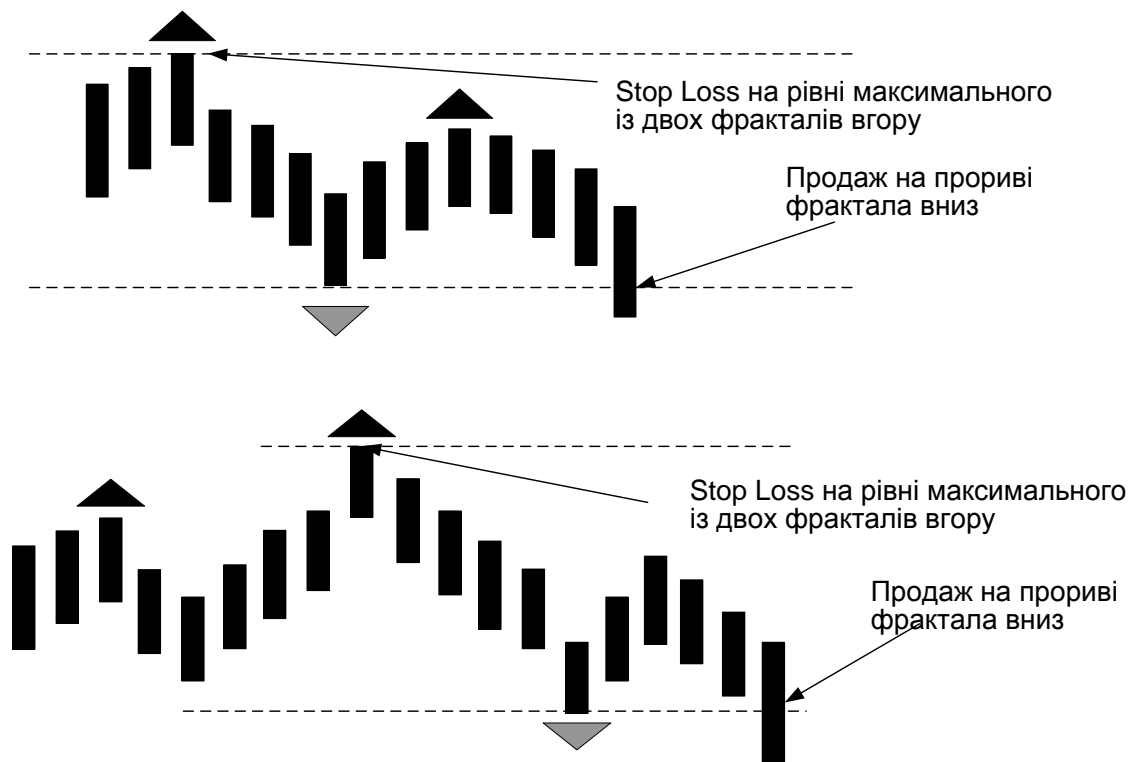 Stop Loss на рівні максимального
із двох фракталів вгору
Продаж на прориві
фрактала вниз
Stop Loss на рівні максимального
із двох фракталів вгору
Продаж на прориві
фрактала вниз